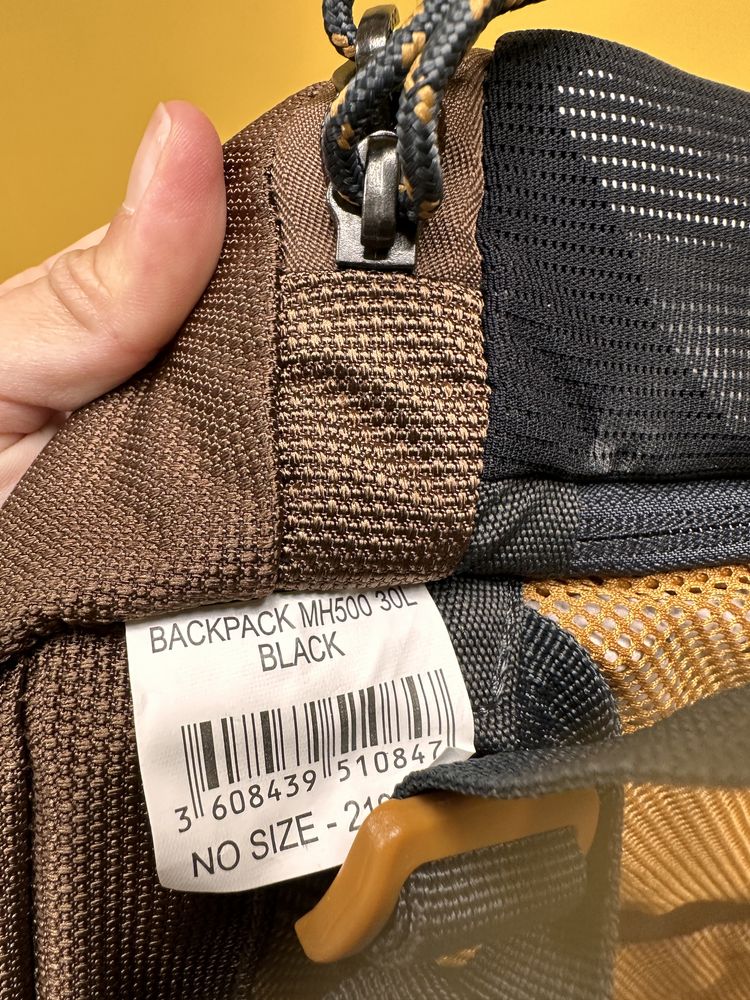 BACKPACK MH500 30L
BLACK
3 608439 510847
NO SIZE -